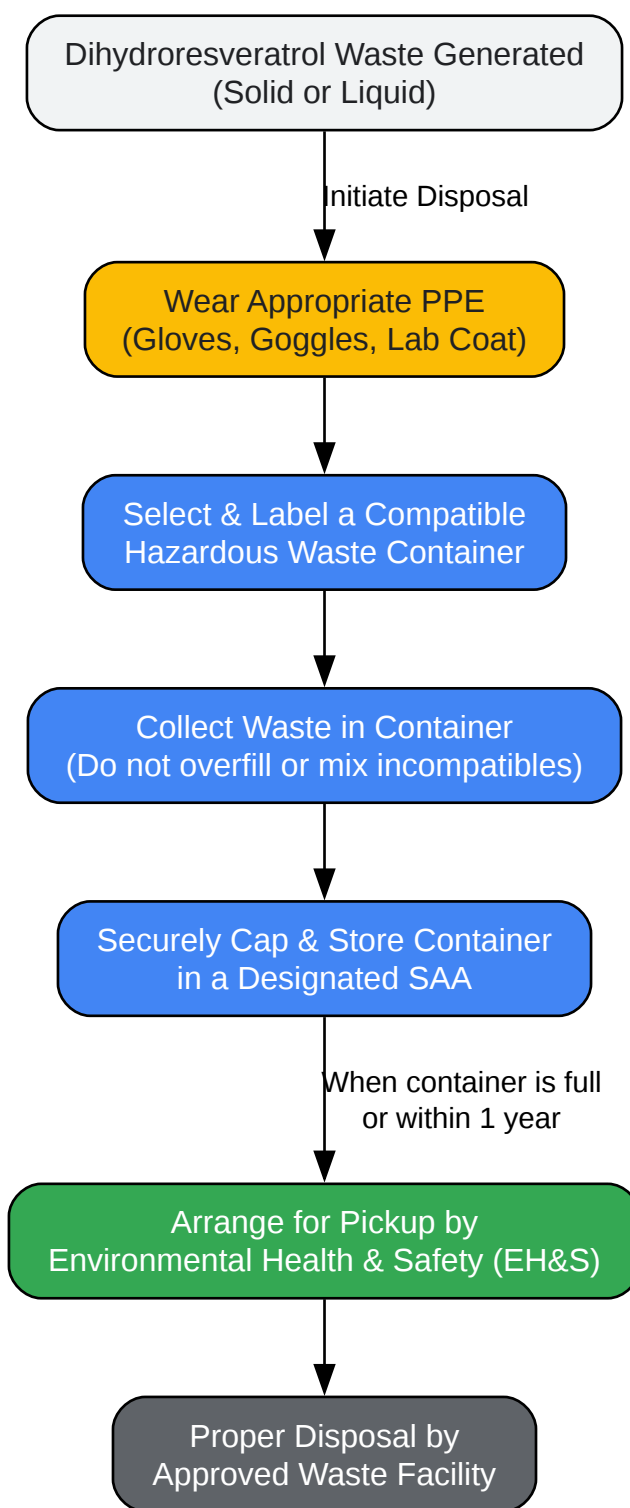 Dihydroresveratrol Waste Generated
(Solid or Liquid)
Initiate Disposal
Wear Appropriate PPE
(Gloves, Goggles, Lab Coat)
Select & Label a Compatible
Hazardous Waste Container
Collect Waste in Container
(Do not overfill or mix incompatibles)
Securely Cap & Store Container
in a Designated SAA
When container is full
or within 1 year
Arrange for Pickup by
Environmental Health & Safety (EH&S)
Proper Disposal by
Approved Waste Facility